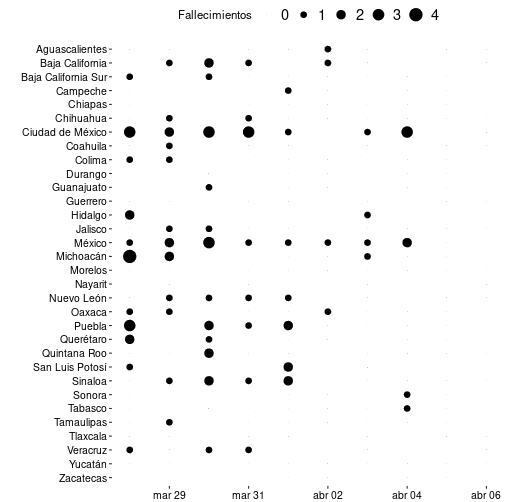 Fallecimientos 0 1 2 3 4
Aguascalientes
Baja California
Baja California Sur
Campeche
Chiapas
Chihuahua
Ciudad de México
Coahuila
Colima
Durango
Guanajuato
Guerrero
Hidalgo
Jalisco
México
Michoacán
Morelos
Nayarit
Nuevo León
Oaxaca
Puebla
Querétaro
Quintana Roo
San Luis Potosí
Sinaloa
Sonora
Tabasco
Tamaulipas
Tlaxcala
Veracruz
Yucatán
Zacatecas
mar 29 mar 31 abr 02 abr 04 abr 06